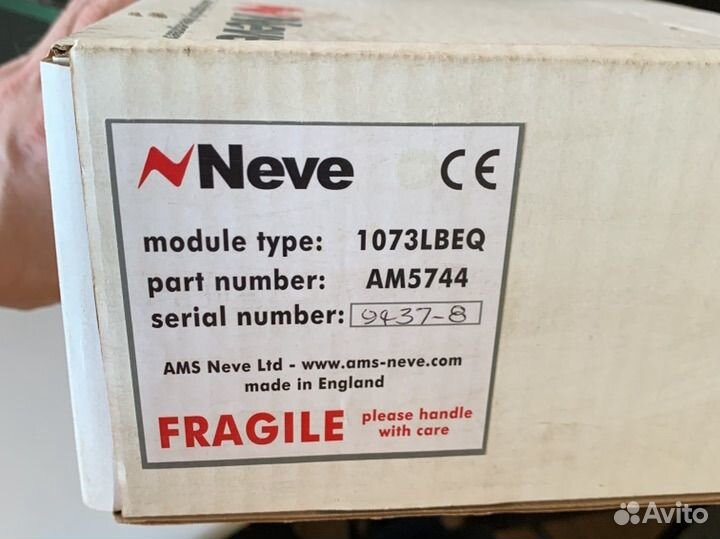 Neve CE
module type: 1073LBEQ
part number: AM5744
serial number: 9437-8
AMS Neve Ltd - www.ams-neve.com
made in England
FRAGILE please handle
with care
Avito